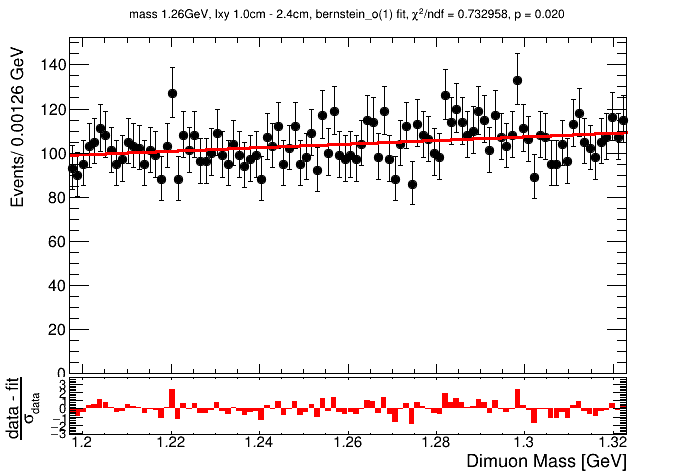 mass 1.26GeV, lxy 1.0cm - 2.4cm, bernstein_o(1) fit, χ²/ndf = 0.732958, p = 0.020
Events/ 0.00126 GeV
140
120
100
80
60
40
20
0
data - fit
σdata
3
2
1
0
−1
−2
−3
1.2 1.22 1.24 1.26 1.28 1.3 1.32
Dimuon Mass [GeV]